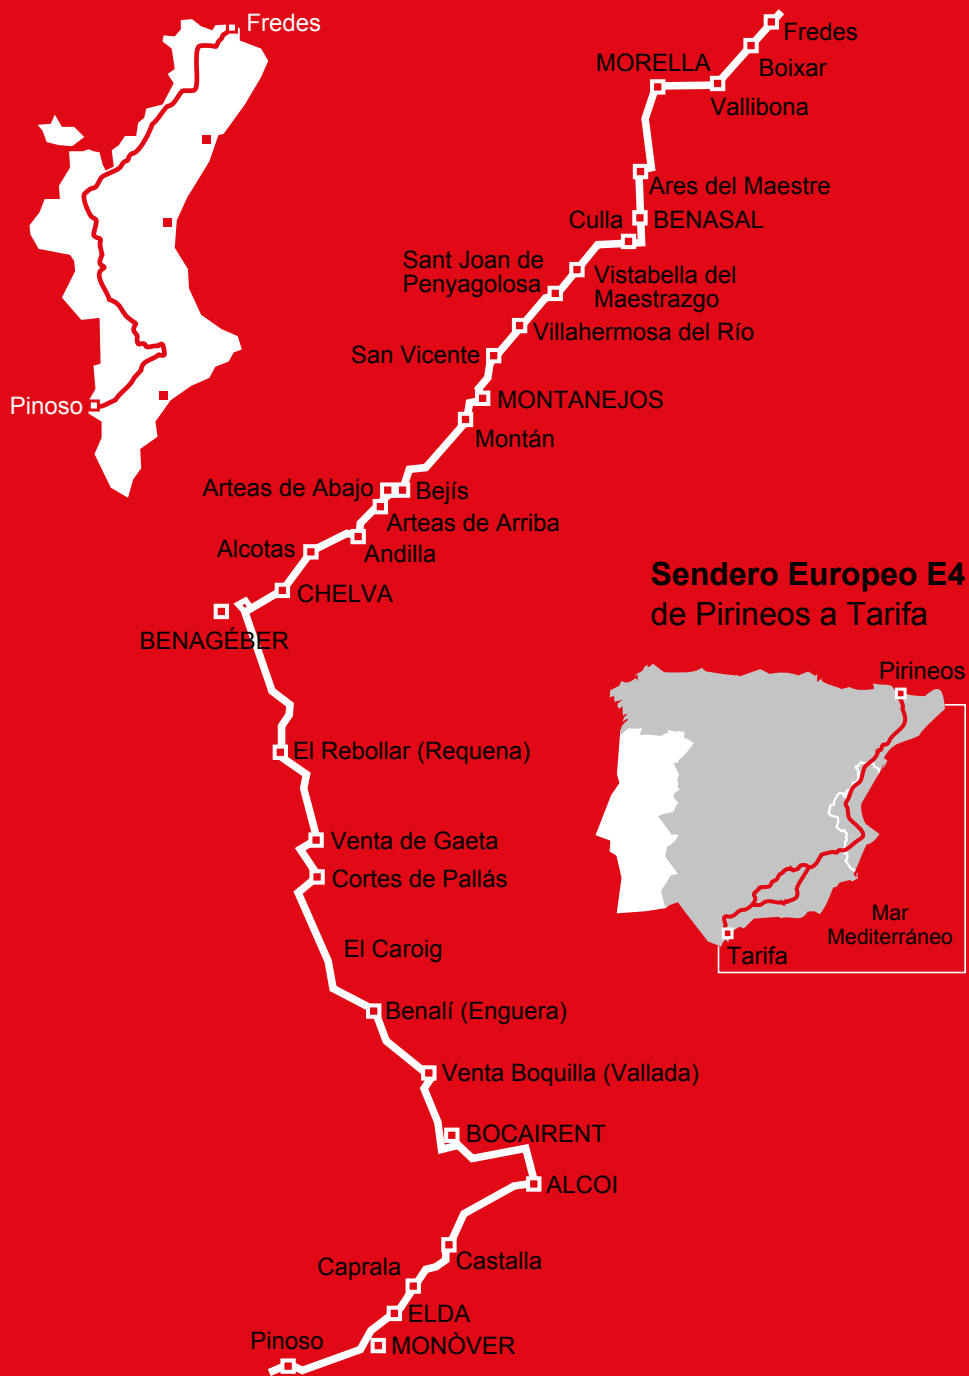 Fredes
Pinoso
Fredes
Boixar
MORELLA
Vallibona
Ares del Maestre
Culla
BENASAL
Sant Joan de
Penyagolosa
Vistabella del
Maestrazgo
Villahermosa del Río
San Vicente
MONTANEJOS
Montán
Arteas de Abajo
Bejís
Arteas de Arriba
Alcotas
Andilla
CHELVA
BENAGÉBER
El Rebollar (Requena)
Venta de Gaeta
Cortes de Pallás
El Caroig
Benalí (Enguera)
Venta Boquilla (Vallada)
BOCAIRENT
ALCOI
Castalla
Caprala
ELDA
Pinoso
MONÒVER
Sendero Europeo E4
de Pirineos a Tarifa
Pirineos
Mar
Mediterráneo
Tarifa